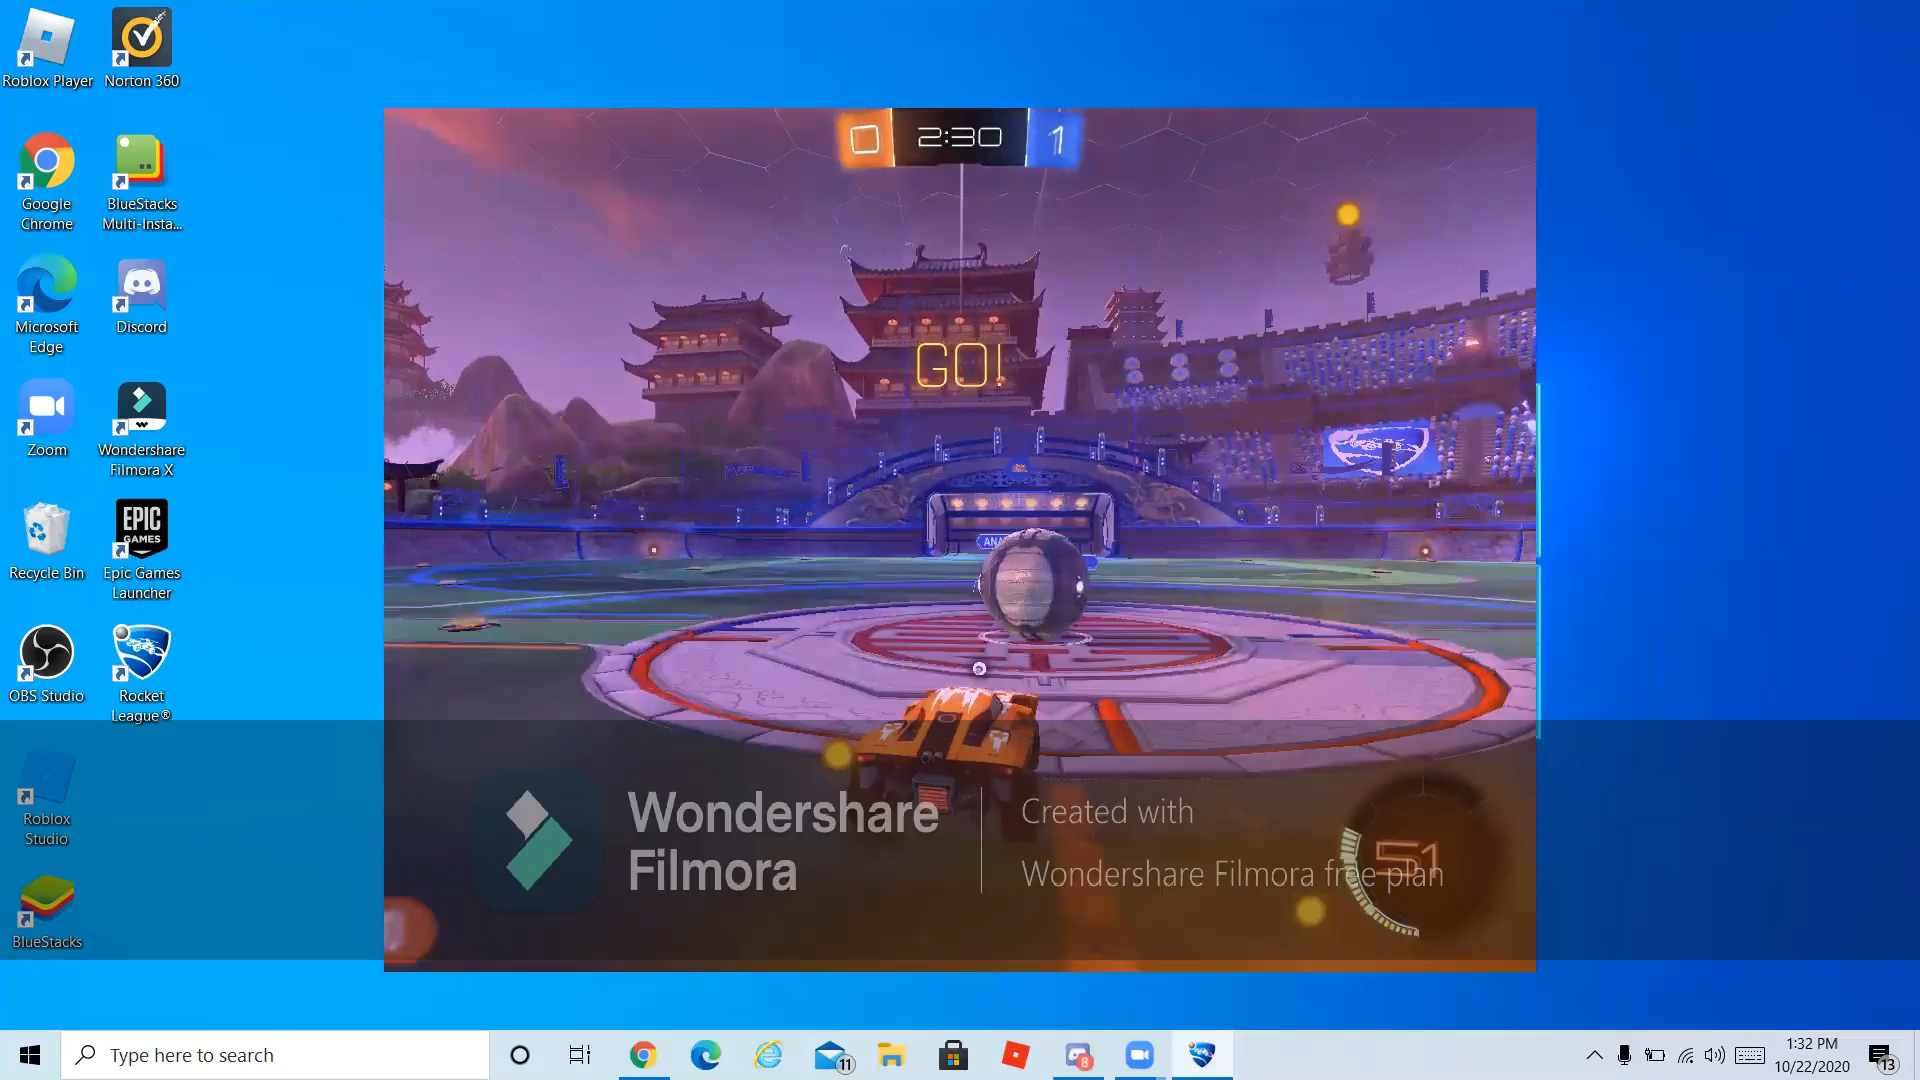 Roblox Player
Norton 360
Google
Chrome
BlueStacks
Multi-Insta...
Microsoft
Edge
Discord
Zoom
Wondershare
Filmora X
Recycle Bin
EPIC
GAMES
Epic Games
Launcher
OBS Studio
Rocket
League®
Roblox
Studio
BlueStacks
0 2:30 1
GO!
51
Wondershare
Filmora
Created with
Wondershare Filmora free plan
Type here to search
11
8
1:32 PM
10/22/2020
13